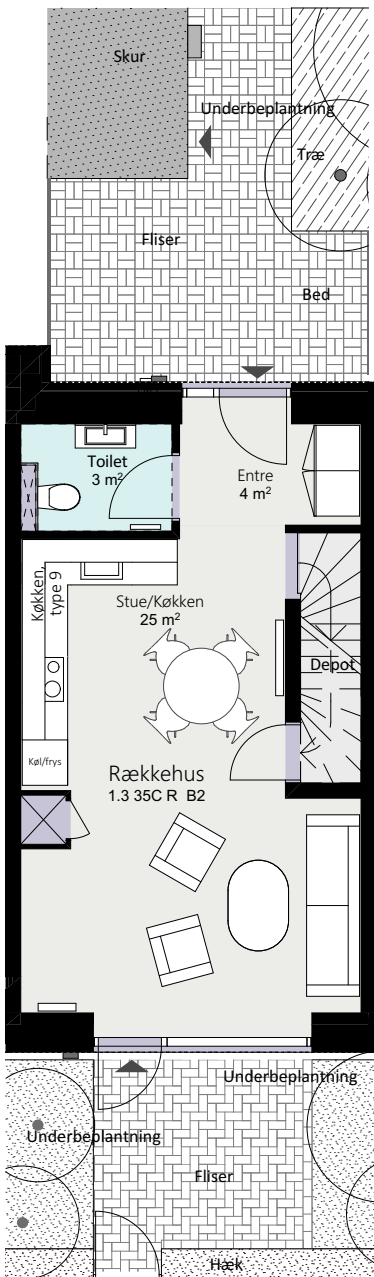 Skur
Underbeplantning
Træ
Fliser
Bed
Toilet
3 m²
Entre
4 m²
Køkken,
type 9
Stue/Køkken
25 m²
Depot
Køl/frys
Rækkehus
1.3 35C R B2
Underbeplantning
Underbeplantning
Fliser
Hæk